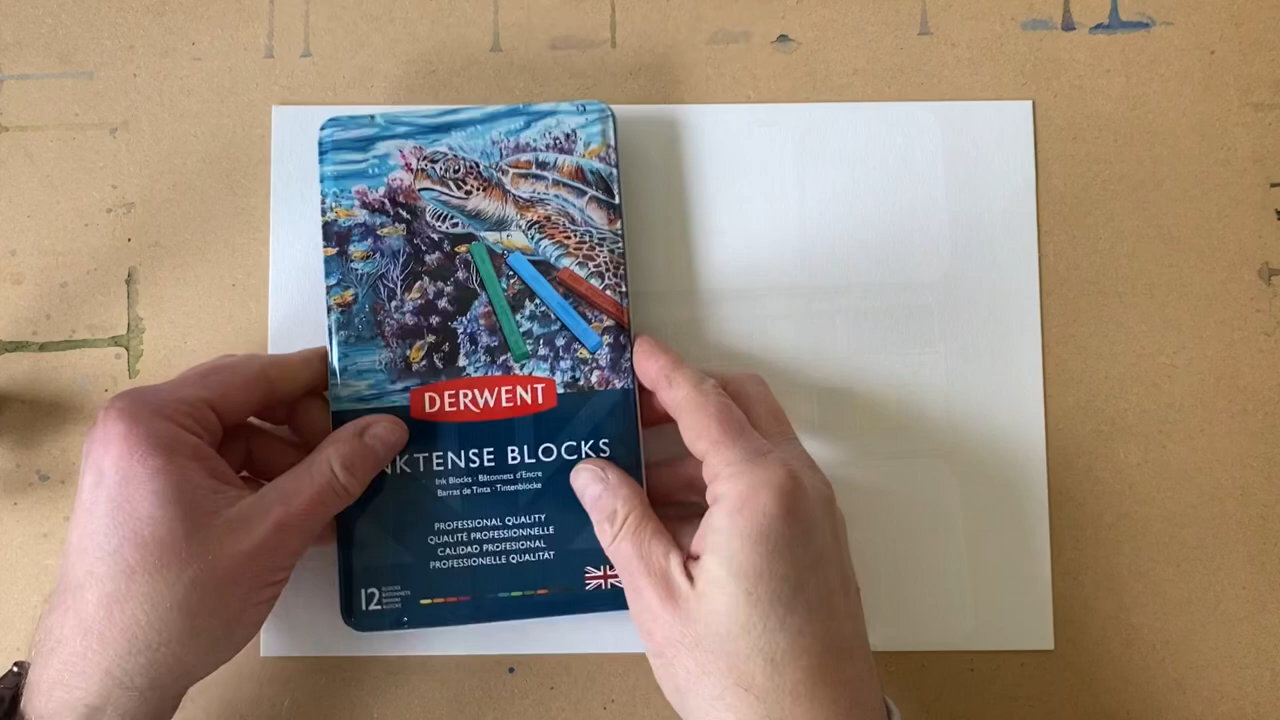 DERWENT
NKTENSE BLOCKS
Ink Blocks · Bâtonnets d'Encre
Barras de Tinta · Tintenblöcke
PROFESSIONAL QUALITY
QUALITÉ PROFESSIONNELLE
CALIDAD PROFESIONAL
PROFESSIONELLE QUALITÄT
12